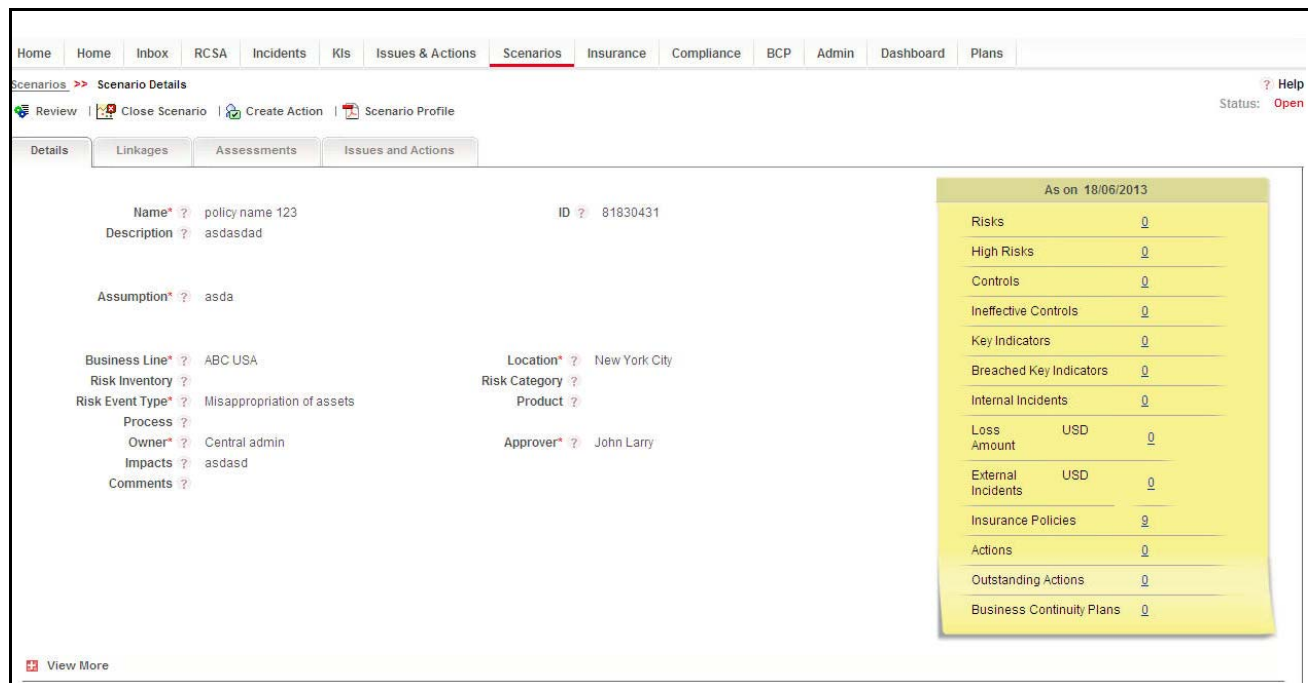 Home Home Inbox RCSA Incidents KIs Issues & Actions Scenarios Insurance Compliance BCP Admin Dashboard Plans
Scenarios >> Scenario Details
? Help
Review | Close Scenario | Create Action | Scenario Profile
Status: Open
Details Linkages Assessments Issues and Actions
Name* ? policy name 123 ID ? 81830431
Description ? asdasdad
Assumption* ? asda
Business Line* ? ABC USA Location* ? New York City
Risk Inventory ? Risk Category ?
Risk Event Type* ? Misappropriation of assets Product ?
Process ?
Owner* ? Central admin Approver* ? John Larry
Impacts ? asdasd
Comments ?
As on 18/06/2013
Risks 0
High Risks 0
Controls 0
Ineffective Controls 0
Key Indicators 0
Breached Key Indicators 0
Internal Incidents 0
Loss Amount USD 0
External Incidents USD 0
Insurance Policies 9
Actions 0
Outstanding Actions 0
Business Continuity Plans 0
View More